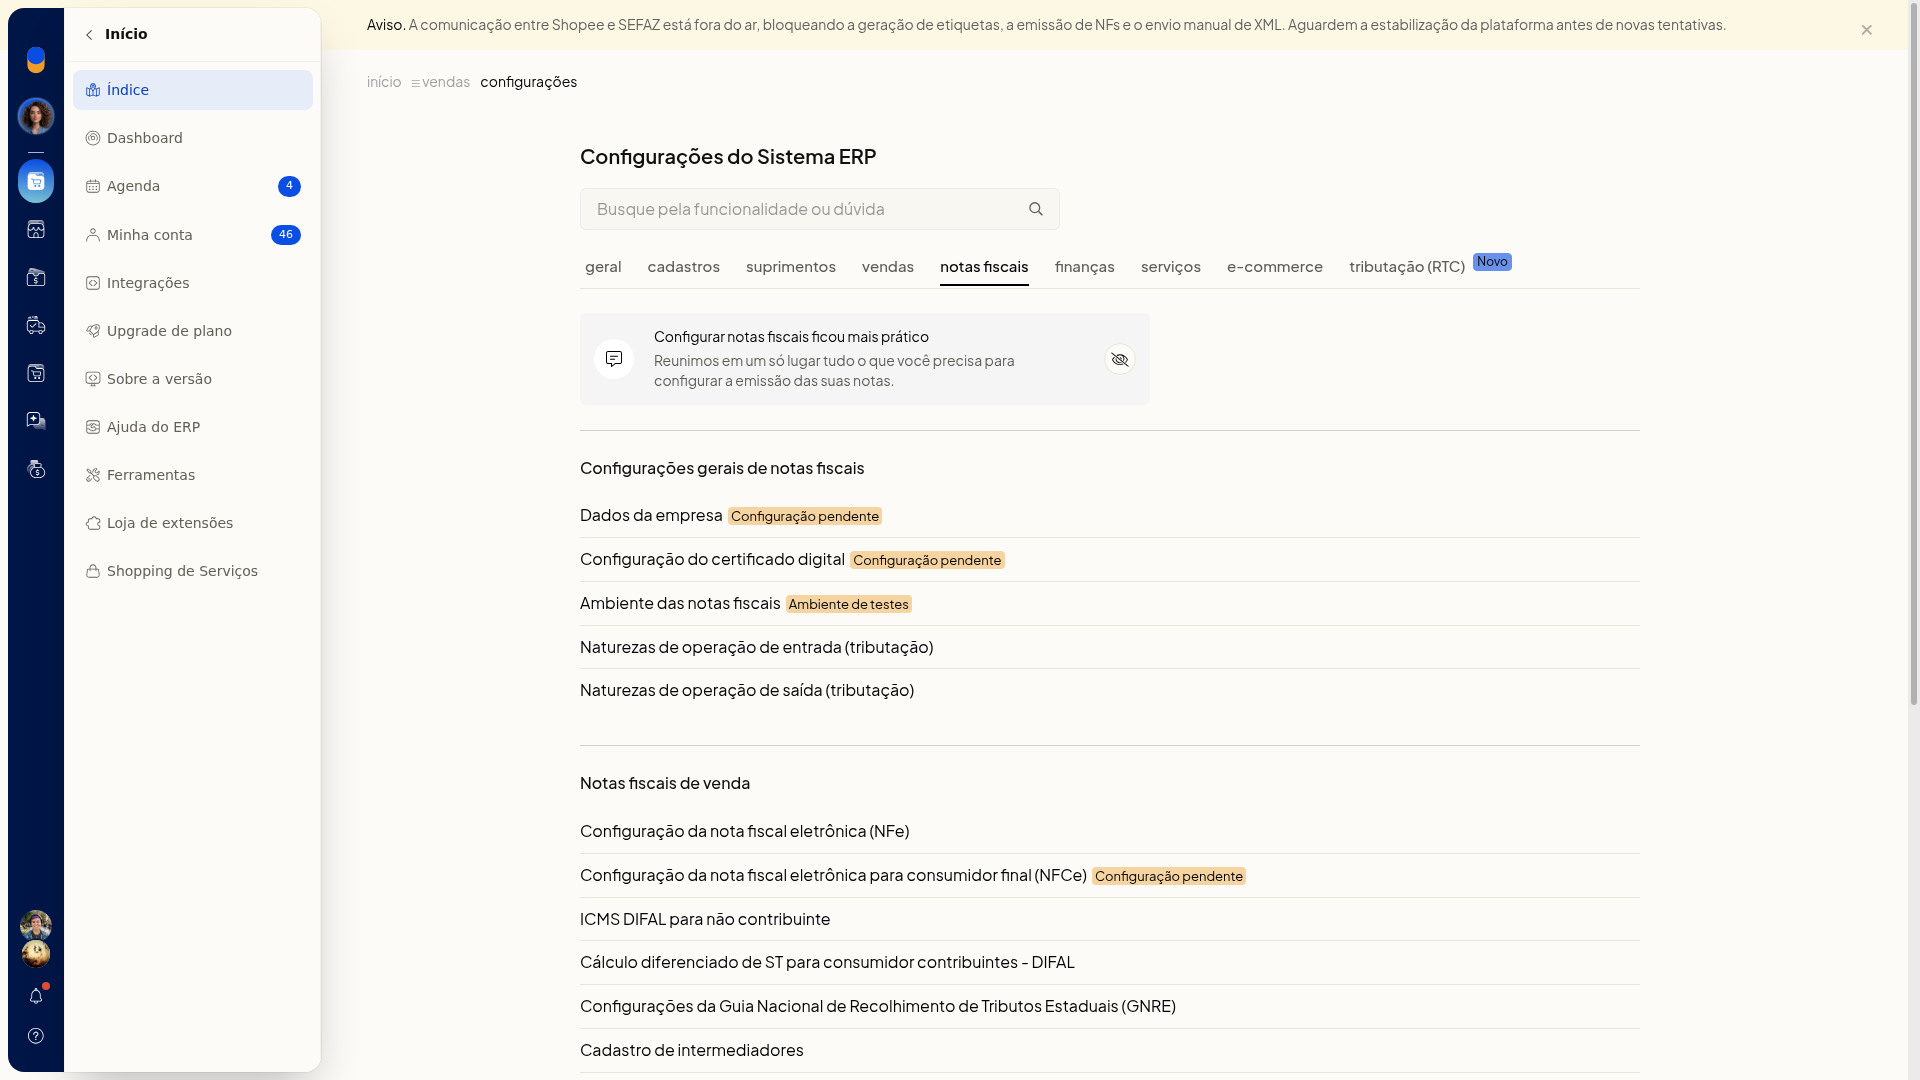 Início
Índice
Dashboard
Agenda 4
Minha conta 46
Integrações
Upgrade de plano
Sobre a versão
Ajuda do ERP
Ferramentas
Loja de extensões
Shopping de Serviços
Aviso. A comunicação entre Shopee e SEFAZ está fora do ar, bloqueando a geração de etiquetas, a emissão de NFs e o envio manual de XML. Aguardem a estabilização da plataforma antes de novas tentativas.
início vendas configurações
Configurações do Sistema ERP
Busque pela funcionalidade ou dúvida
geral cadastros suprimentos vendas notas fiscais finanças serviços e-commerce tributação (RTC) Novo
Configurar notas fiscais ficou mais prático
Reunimos em um só lugar tudo o que você precisa para
configurar a emissão das suas notas.
Configurações gerais de notas fiscais
Dados da empresa Configuração pendente
Configuração do certificado digital Configuração pendente
Ambiente das notas fiscais Ambiente de testes
Naturezas de operação de entrada (tributação)
Naturezas de operação de saída (tributação)
Notas fiscais de venda
Configuração da nota fiscal eletrônica (NFe)
Configuração da nota fiscal eletrônica para consumidor final (NFCe) Configuração pendente
ICMS DIFAL para não contribuinte
Cálculo diferenciado de ST para consumidor contribuintes - DIFAL
Configurações da Guia Nacional de Recolhimento de Tributos Estaduais (GNRE)
Cadastro de intermediadores